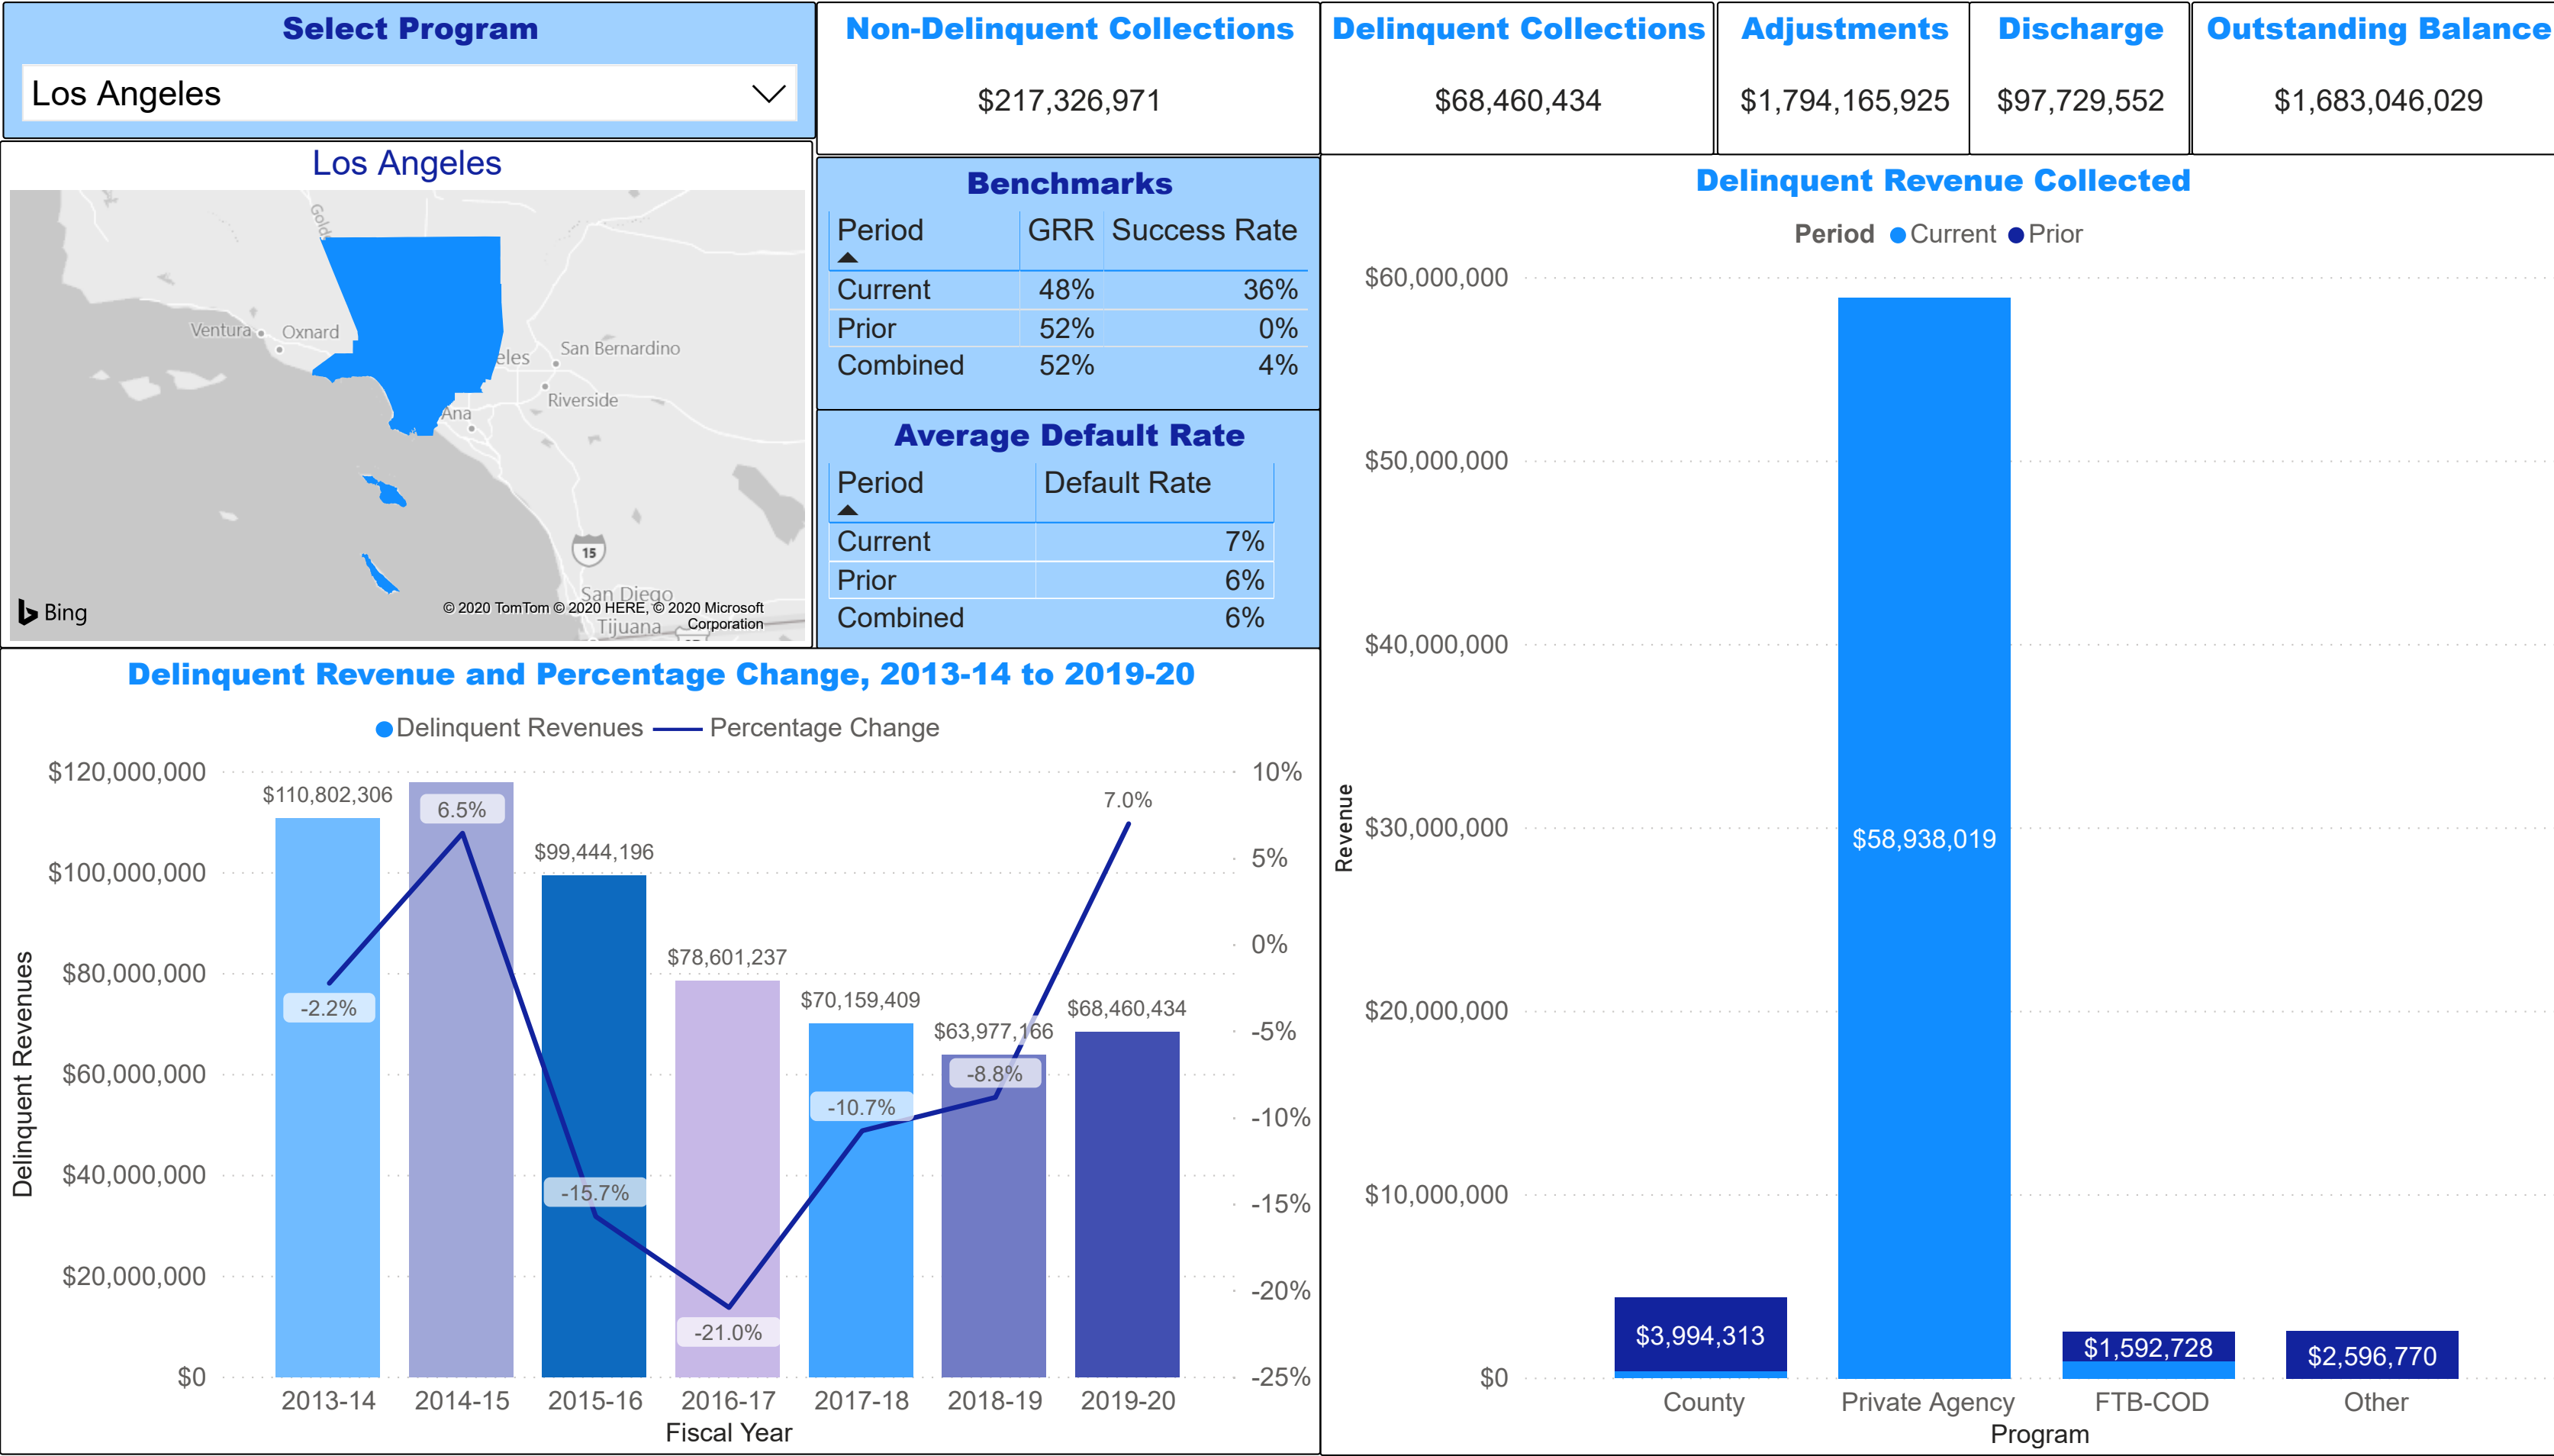 Select Program
Los Angeles
Non-Delinquent Collections
$217,326,971
Delinquent Collections
$68,460,434
Adjustments
$1,794,165,925
Discharge
$97,729,552
Outstanding Balance
$1,683,046,029
Los Angeles
Ventura
Oxnard
eles
San Bernardino
Riverside
Ana
15
San Diego
Tijuana
Bing
© 2020 TomTom © 2020 HERE, © 2020 Microsoft
Corporation
Benchmarks
Period GRR Success Rate
Current 48% 36%
Prior 52% 0%
Combined 52% 4%
Average Default Rate
Period Default Rate
Current 7%
Prior 6%
Combined 6%
Delinquent Revenue and Percentage Change, 2013-14 to 2019-20
Delinquent Revenues Percentage Change
Delinquent Revenues
$120,000,000
$100,000,000
$80,000,000
$60,000,000
$40,000,000
$20,000,000
$0
$110,802,306
$99,444,196
$78,601,237
$70,159,409
$63,977,166
$68,460,434
-2.2%
6.5%
-15.7%
-21.0%
-10.7%
-8.8%
7.0%
10%
5%
0%
-5%
-10%
-15%
-20%
-25%
2013-14 2014-15 2015-16 2016-17 2017-18 2018-19 2019-20
Fiscal Year
Delinquent Revenue Collected
Period Current Prior
Revenue
$60,000,000
$50,000,000
$40,000,000
$30,000,000
$20,000,000
$10,000,000
$0
$3,994,313
$58,938,019
$1,592,728
$2,596,770
County Private Agency FTB-COD Other
Program